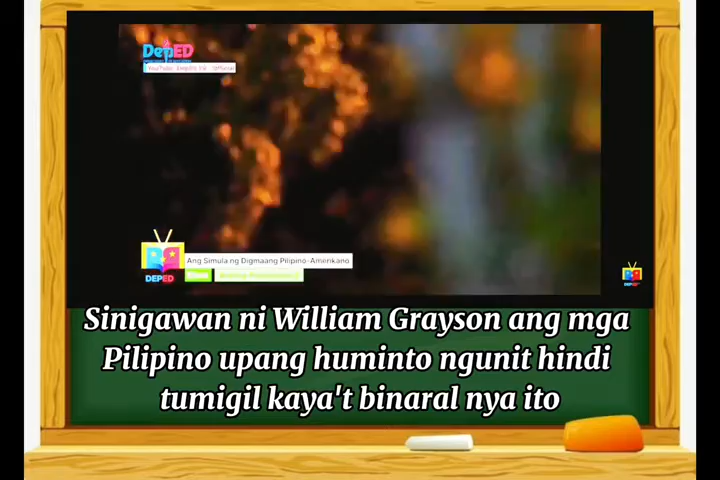 DepED
Ang Simula ng Digmaang Pilipino-Amerikano
DEPED
DEPED
Sinigawan ni William Grayson ang mga
Pilipino upang huminto ngunit hindi
tumigil kaya't binaral nya ito